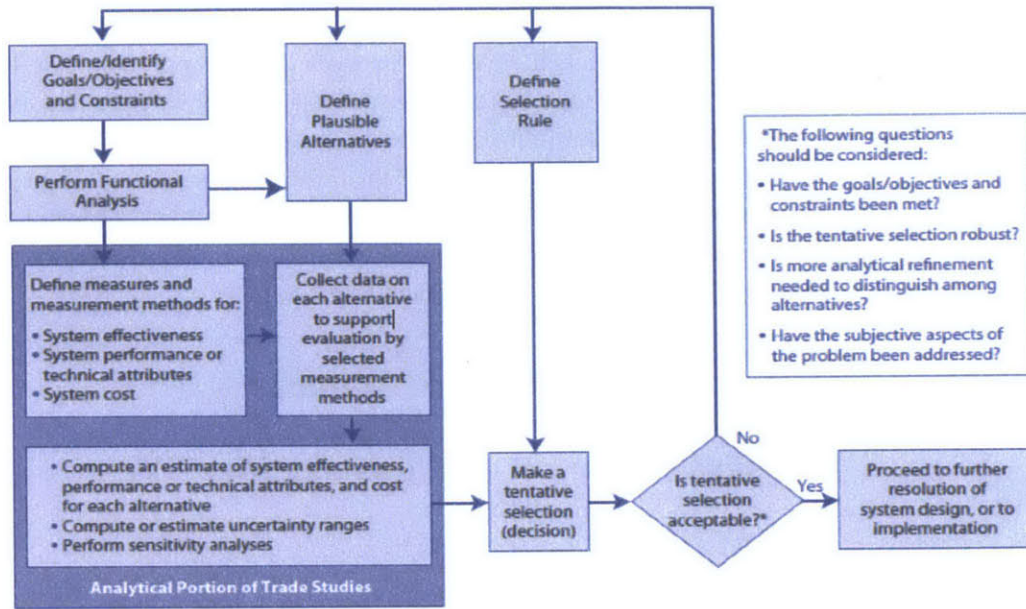 Define/Identify
Goals/Objectives
and Constraints
Perform Functional
Analysis
Define
Plausible
Alternatives
Define
Selection
Rule
Define measures and
measurement methods for:
• System effectiveness
• System performance or
technical attributes
• System cost
Collect data on
each alternative
to support
evaluation by
selected
measurement
methods
• Compute an estimate of system effectiveness,
performance or technical attributes, and cost
for each alternative
• Compute or estimate uncertainty ranges
• Perform sensitivity analyses
Analytical Portion of Trade Studies
Make a
tentative
selection
(decision)
Is tentative
selection
acceptable?*
No
Yes
Proceed to further
resolution of
system design, or to
implementation
*The following questions
should be considered:
• Have the goals/objectives and
constraints been met?
• Is the tentative selection robust?
• Is more analytical refinement
needed to distinguish among
alternatives?
• Have the subjective aspects of
the problem been addressed?